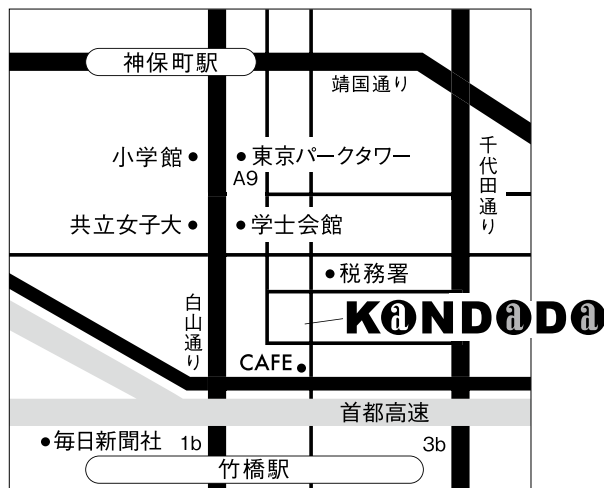 神保町駅
靖国通り
千代田通り
小学館
東京パークタワー
A9
共立女子大
学士会館
税務署
白山通り
KaNDaDa
CAFE
首都高速
毎日新聞社
1b
3b
竹橋駅